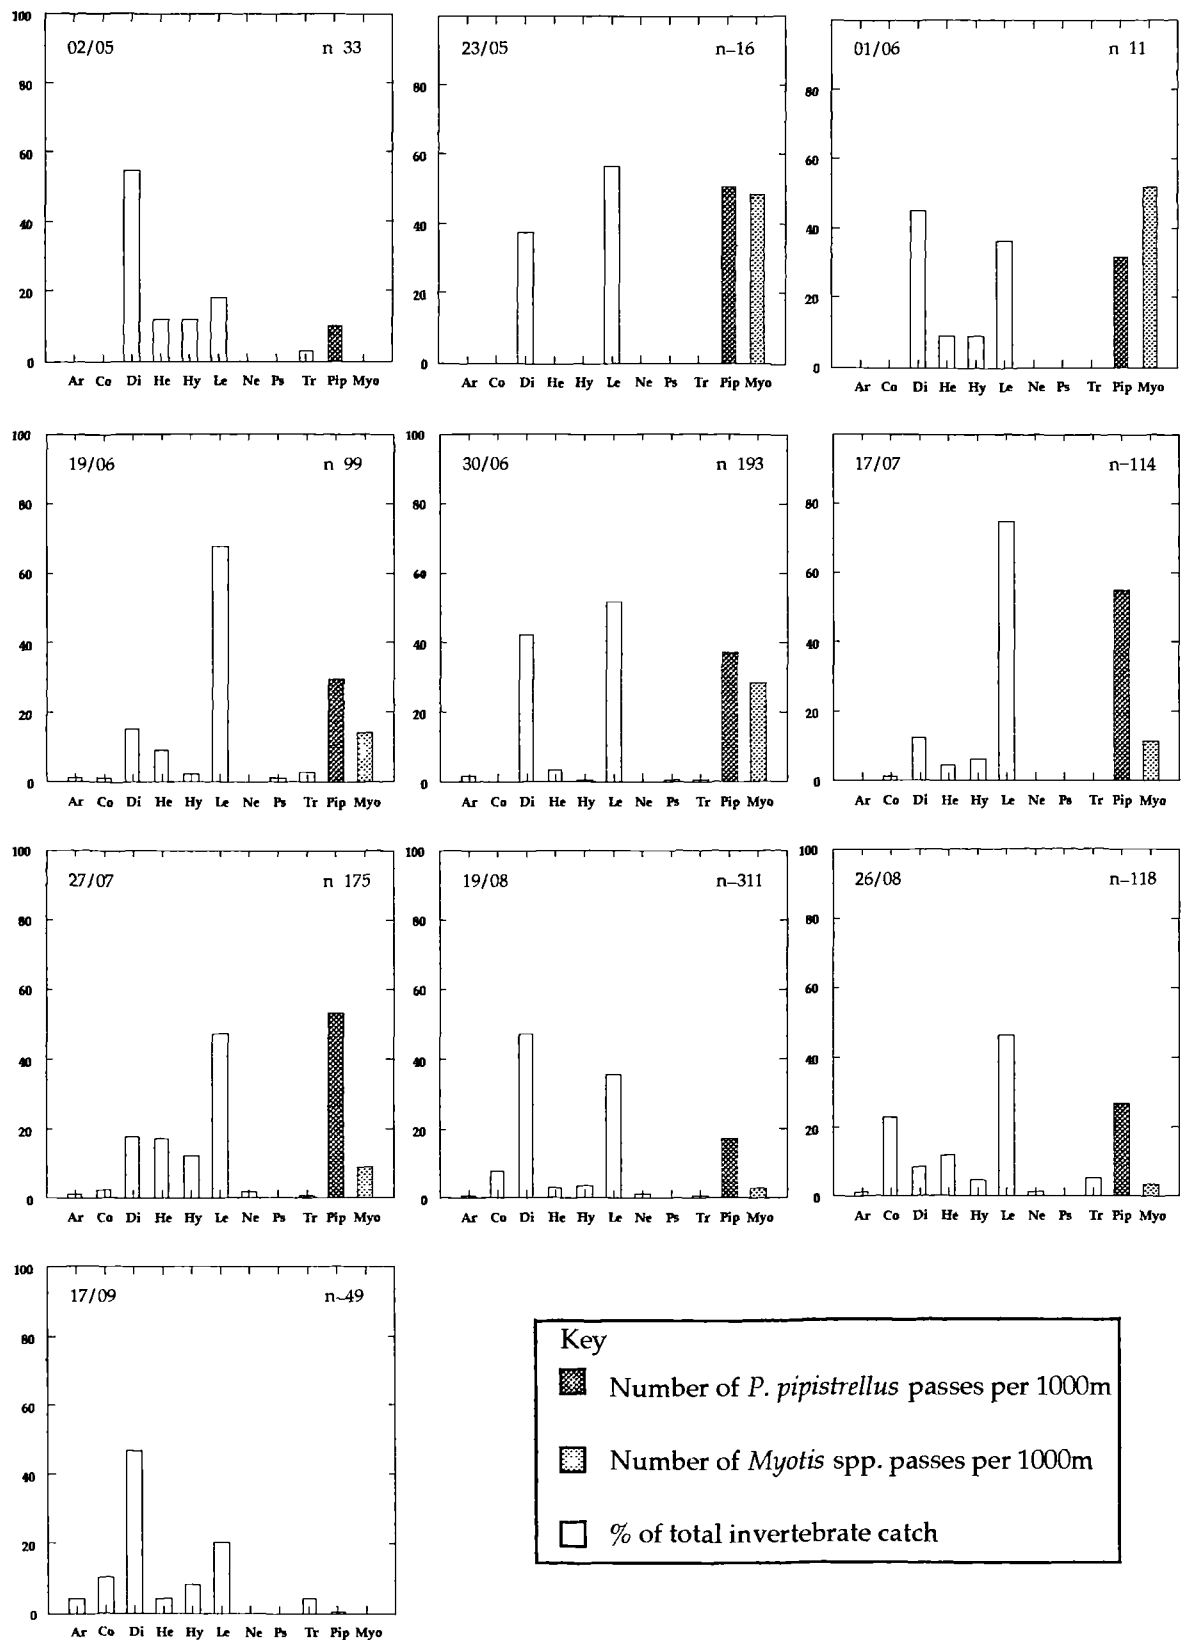 02/05 n 33
100
80
60
40
20
0
Ar Co Di He Hy Le Ne Ps Tr Pip Myo
23/05 n-16
80
60
40
20
0
Ar Co Di He Hy Le Ne Ps Tr Pip Myo
01/06 n 11
80
60
40
20
0
Ar Co Di He Hy Le Ne Ps Tr Pip Myo
19/06 n 99
100
80
60
40
20
0
Ar Co Di He Hy Le Ne Ps Tr Pip Myo
30/06 n 193
100
80
60
40
20
0
Ar Co Di He Hy Le Ne Ps Tr Pip Myo
17/07 n-114
80
60
40
20
0
Ar Co Di He Hy Le Ne Ps Tr Pip Myo
27/07 n 175
100
80
60
40
20
0
Ar Co Di He Hy Le Ne Ps Tr Pip Myo
19/08 n-311
100
80
60
40
20
0
Ar Co Di He Hy Le Ne Ps Tr Pip Myo
26/08 n-118
100
80
60
40
20
0
Ar Co Di He Hy Le Ne Ps Tr Pip Myo
17/09 n-49
100
80
60
40
20
0
Ar Co Di He Hy Le Ne Ps Tr Pip Myo
Key
Number of P. pipistrellus passes per 1000m
Number of Myotis spp. passes per 1000m
% of total invertebrate catch